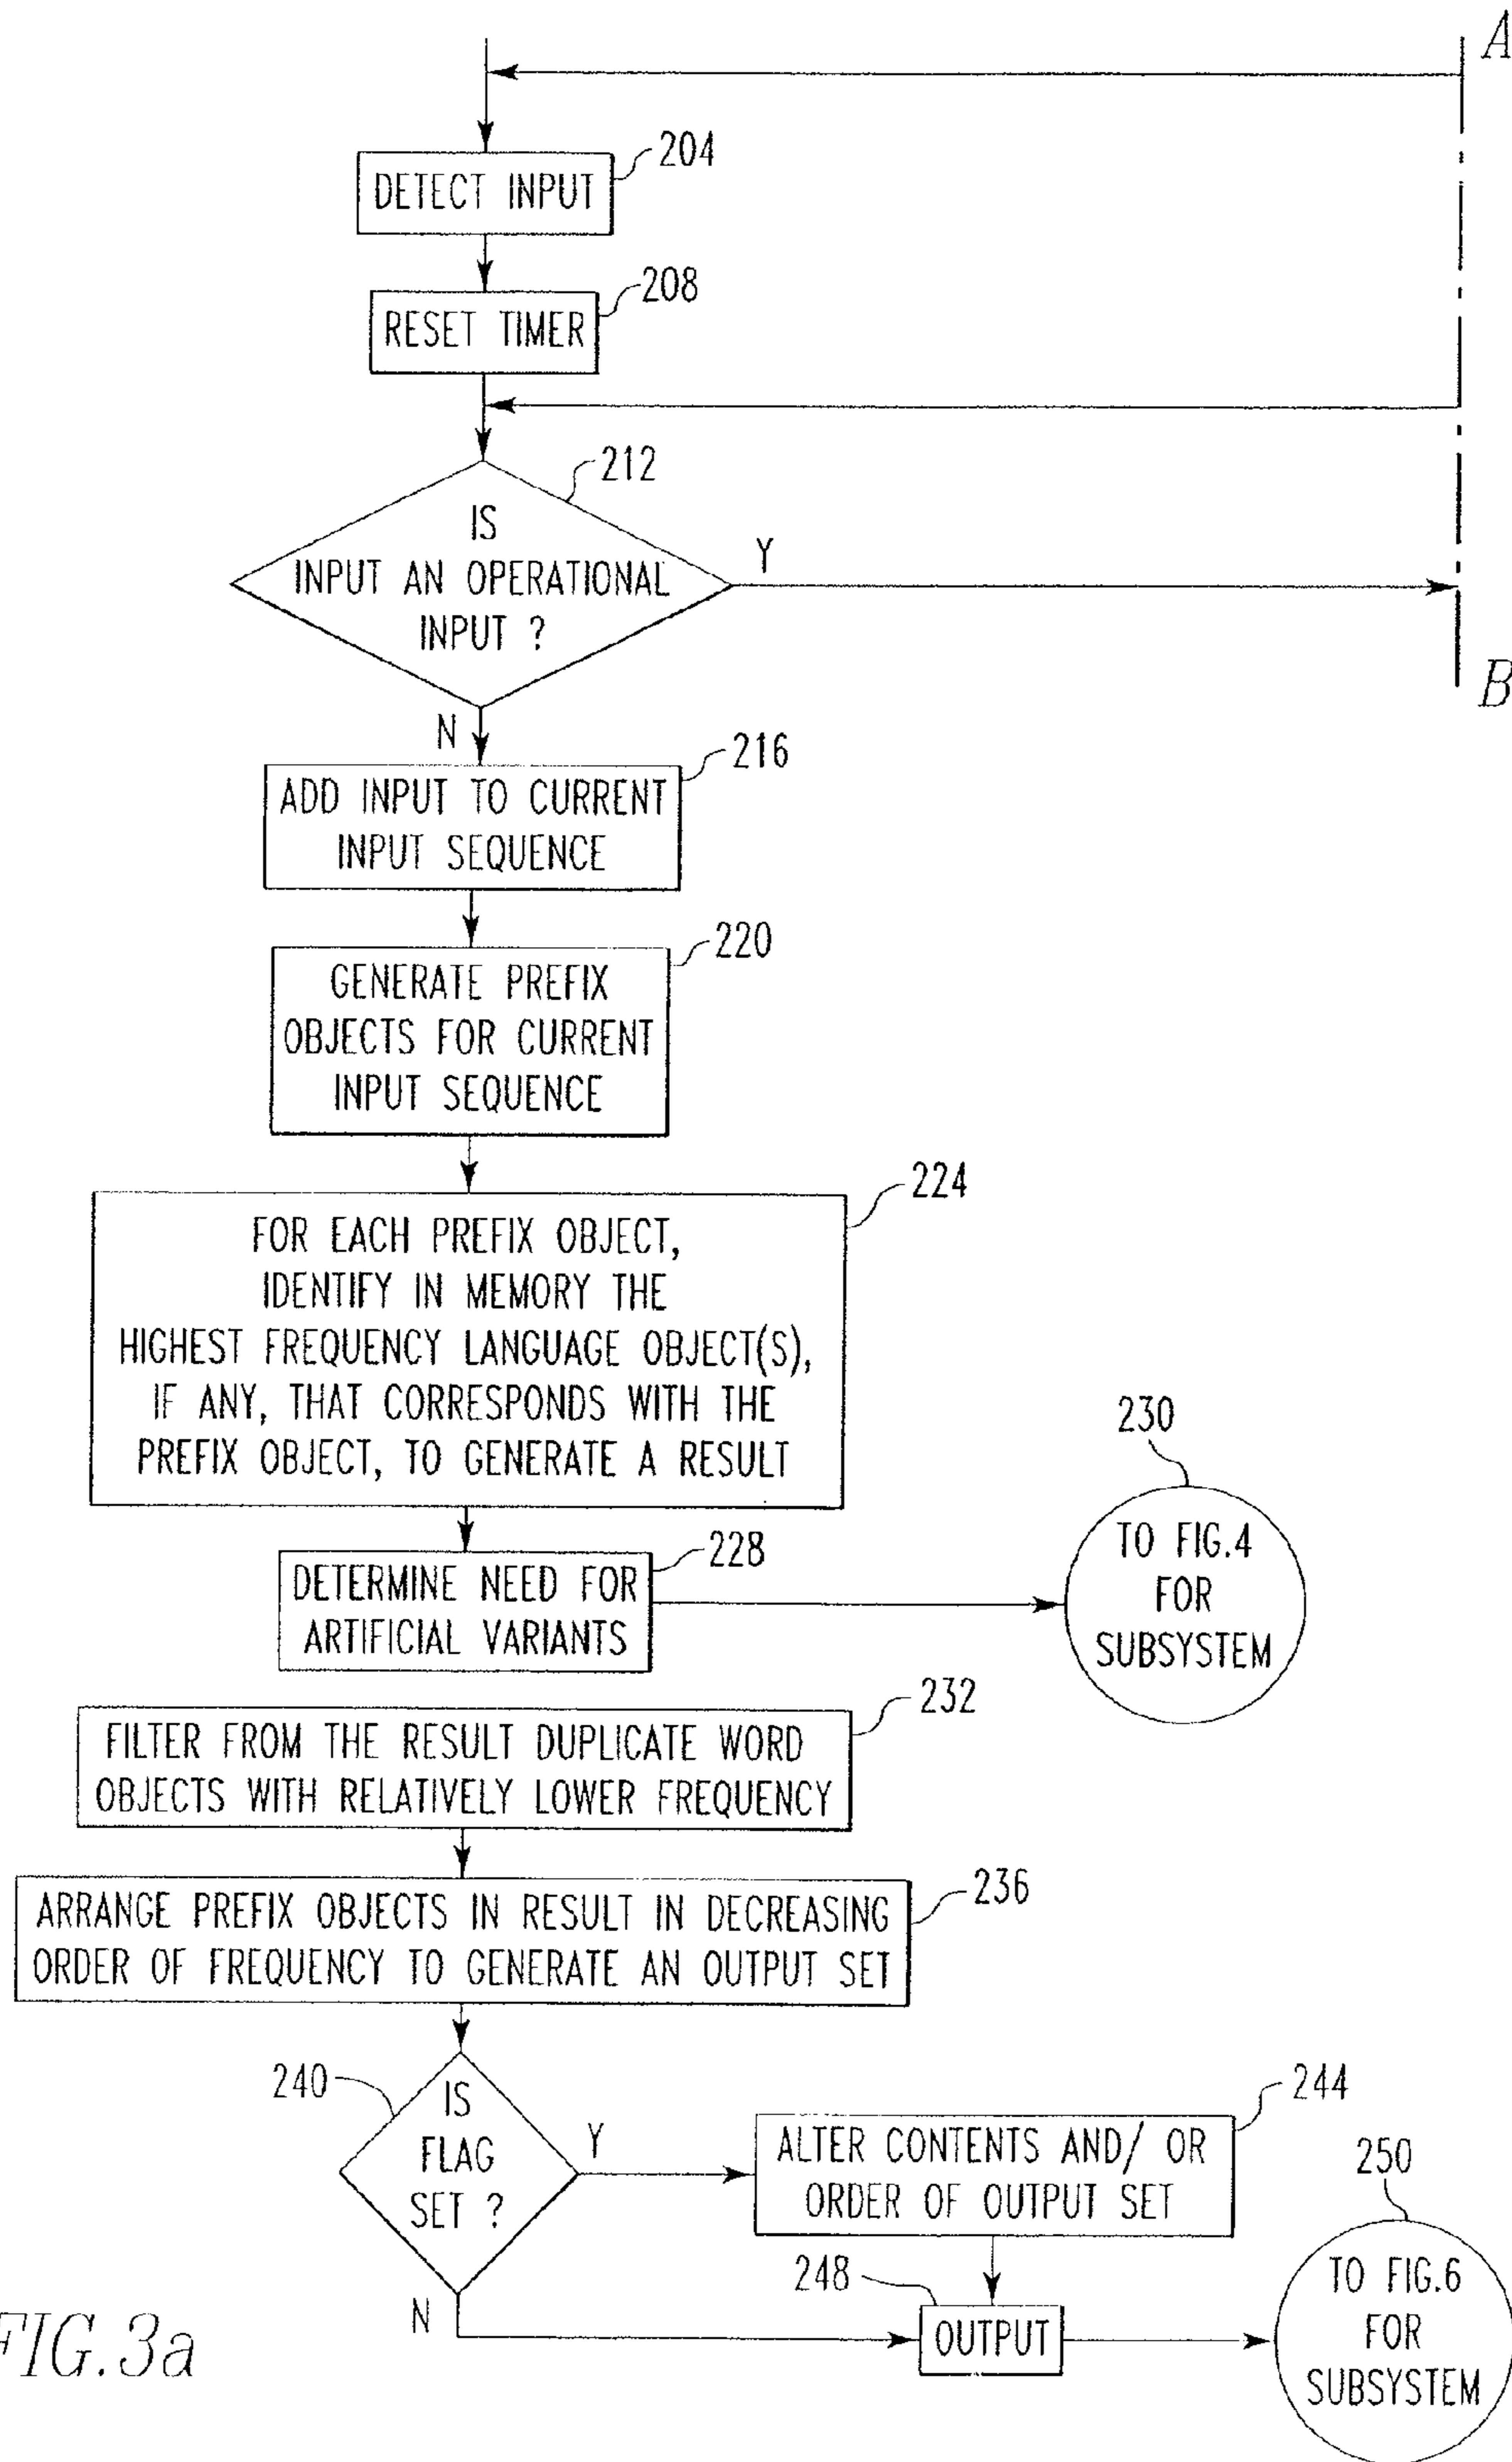 A
204
DETECT INPUT
208
RESET TIMER
212
IS
INPUT AN OPERATIONAL
INPUT ?
Y
B
N
216
ADD INPUT TO CURRENT
INPUT SEQUENCE
220
GENERATE PREFIX
OBJECTS FOR CURRENT
INPUT SEQUENCE
224
FOR EACH PREFIX OBJECT,
IDENTIFY IN MEMORY THE
HIGHEST FREQUENCY LANGUAGE OBJECT(S),
IF ANY, THAT CORRESPONDS WITH THE
PREFIX OBJECT, TO GENERATE A RESULT
230
TO FIG.4
FOR
SUBSYSTEM
228
DETERMINE NEED FOR
ARTIFICIAL VARIANTS
232
FILTER FROM THE RESULT DUPLICATE WORD
OBJECTS WITH RELATIVELY LOWER FREQUENCY
236
ARRANGE PREFIX OBJECTS IN RESULT IN DECREASING
ORDER OF FREQUENCY TO GENERATE AN OUTPUT SET
240
IS
FLAG
SET ?
Y
244
ALTER CONTENTS AND/ OR
ORDER OF OUTPUT SET
250
TO FIG.6
FOR
SUBSYSTEM
248
OUTPUT
N
FIG.3a